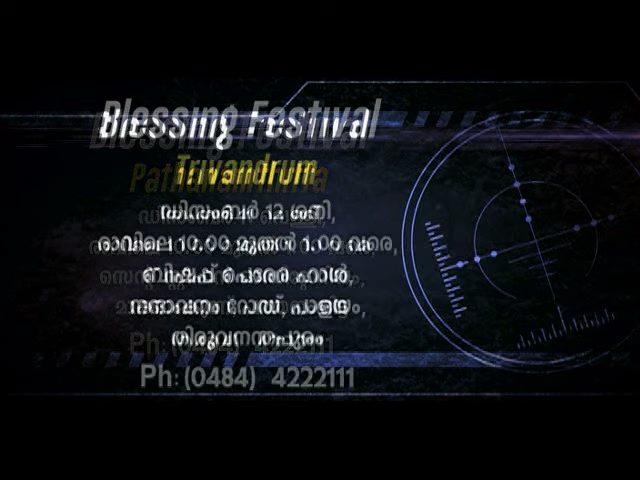 Blessing Festival
Trivandrum
ഡിസംബർ 12 ശനി,
രാവിലെ 10.00 മുതൽ 1.00 വരെ,
ബിഷപ്പ് പെരേര ഹാൾ,
നന്ദാവനം റോഡ്, പാളയം,
തിരുവനന്തപുരം
Ph: (0484) 4222111